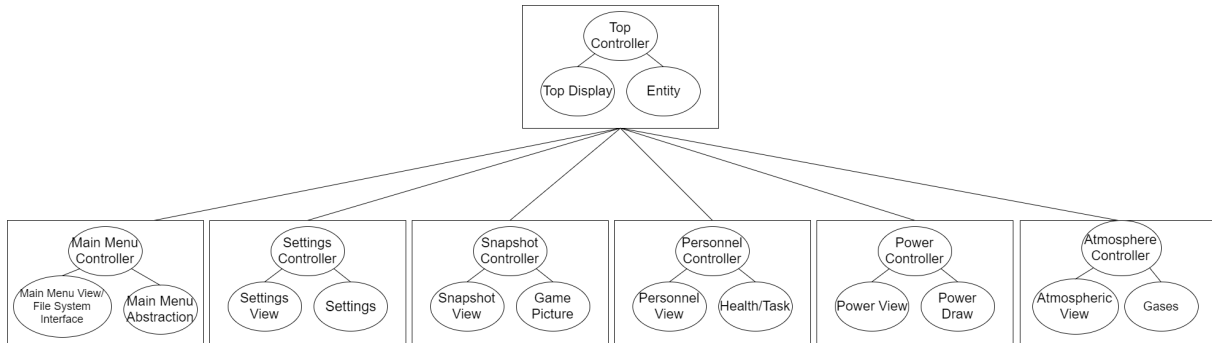 Top
Controller
Top Display
Entity
Main Menu
Controller
Main Menu View/
File System
Interface
Main Menu
Abstraction
Settings
Controller
Settings
View
Settings
Snapshot
Controller
Snapshot
View
Game
Picture
Personnel
Controller
Personnel
View
Health/Task
Power
Controller
Power View
Power
Draw
Atmosphere
Controller
Atmospheric
View
Gases